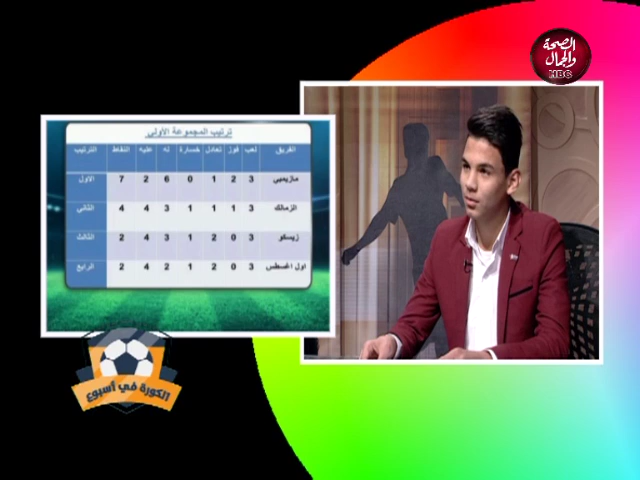 الصحة
والجمال
HBC
ترتيب المجموعة الأولى
الفريق لعب فوز تعادل خسارة له عليه النقاط الترتيب
مازيمبي 3 2 1 0 6 2 7 الاول
الزمالك 3 1 1 1 3 4 4 الثاني
زيسكو 3 0 2 1 3 4 2 الثالث
اول اغسطس 3 0 2 1 2 4 2 الرابع
الكورة في أسبوع